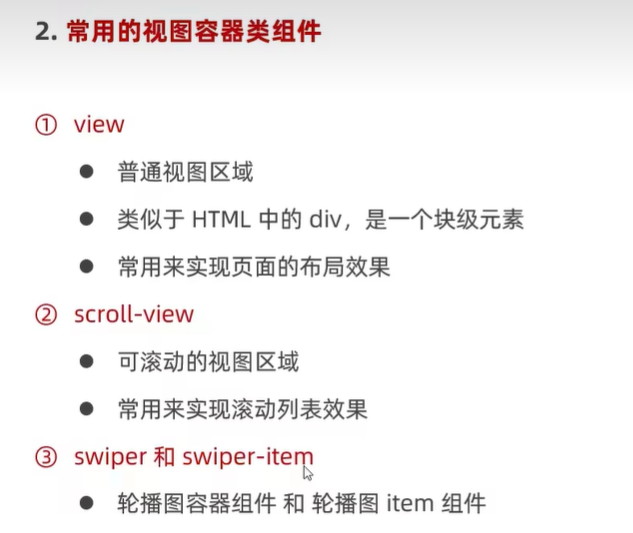 2. 常用的视图容器类组件
① view
● 普通视图区域
● 类似于 HTML 中的 div，是一个块级元素
● 常用来实现页面的布局效果
② scroll-view
● 可滚动的视图区域
● 常用来实现滚动列表效果
③ swiper 和 swiper-item
● 轮播图容器组件 和 轮播图 item 组件